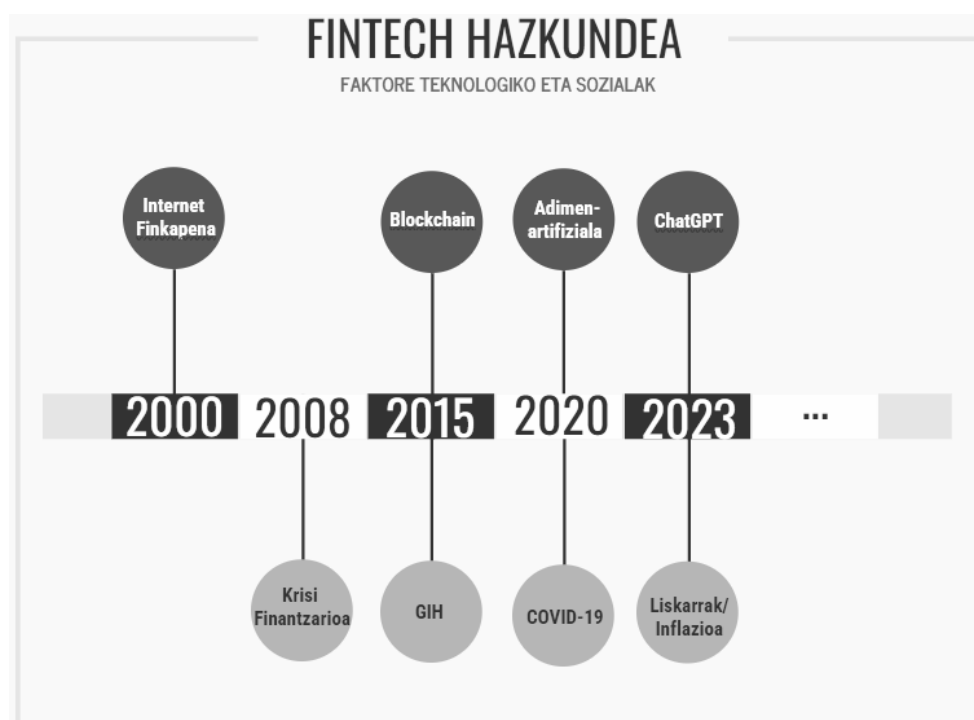 FINTECH HAZKUNDEA
FAKTORE TEKNOLOGIKO ETA SOZIALAK
Internet
Finkapena
Blockchain
Adimen-
artifiziala
ChatGPT
2000
2008
2015
2020
2023
...
Krisi
Finantzarioa
GIH
COVID-19
Liskarrak/
Inflazioa